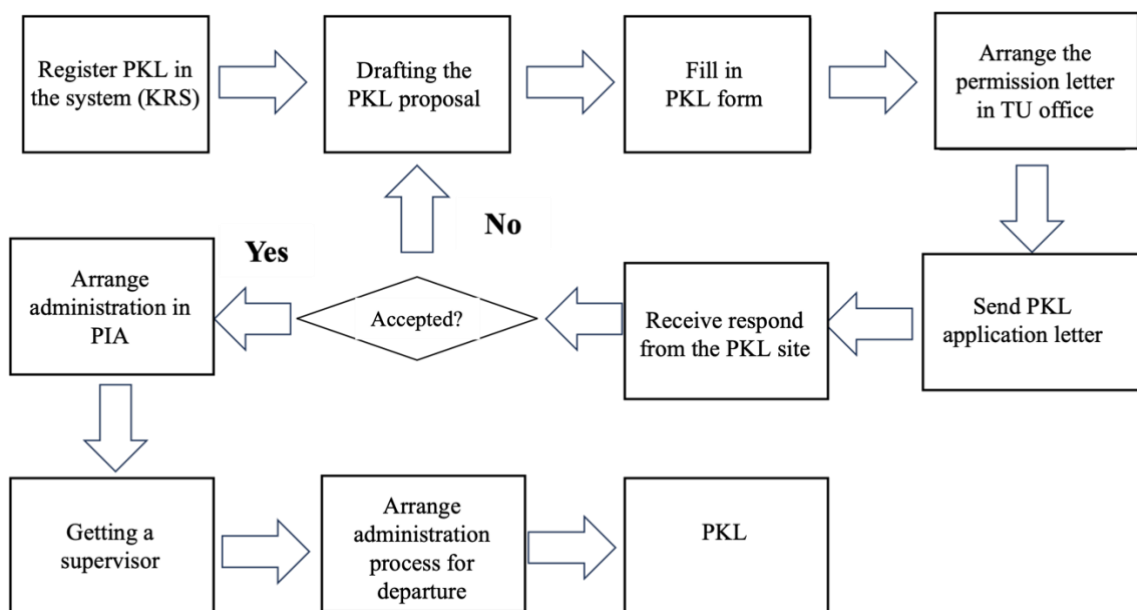 Register PKL in
the system (KRS)
Drafting the
PKL proposal
Fill in
PKL form
Arrange the
permission letter
in TU office
No
Yes
Arrange
administration in
PIA
Accepted?
Receive respond
from the PKL site
Send PKL
application letter
Getting a
supervisor
Arrange
administration
process for
departure
PKL